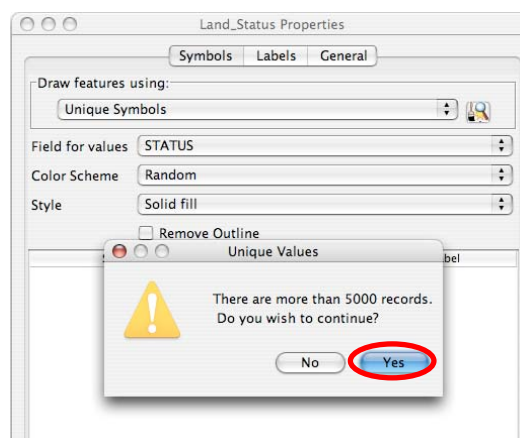 Land_Status Properties
Symbols Labels General
Draw features using:
Unique Symbols
Field for values STATUS
Color Scheme Random
Style Solid fill
Remove Outline
Unique Values
There are more than 5000 records.
Do you wish to continue?
No Yes